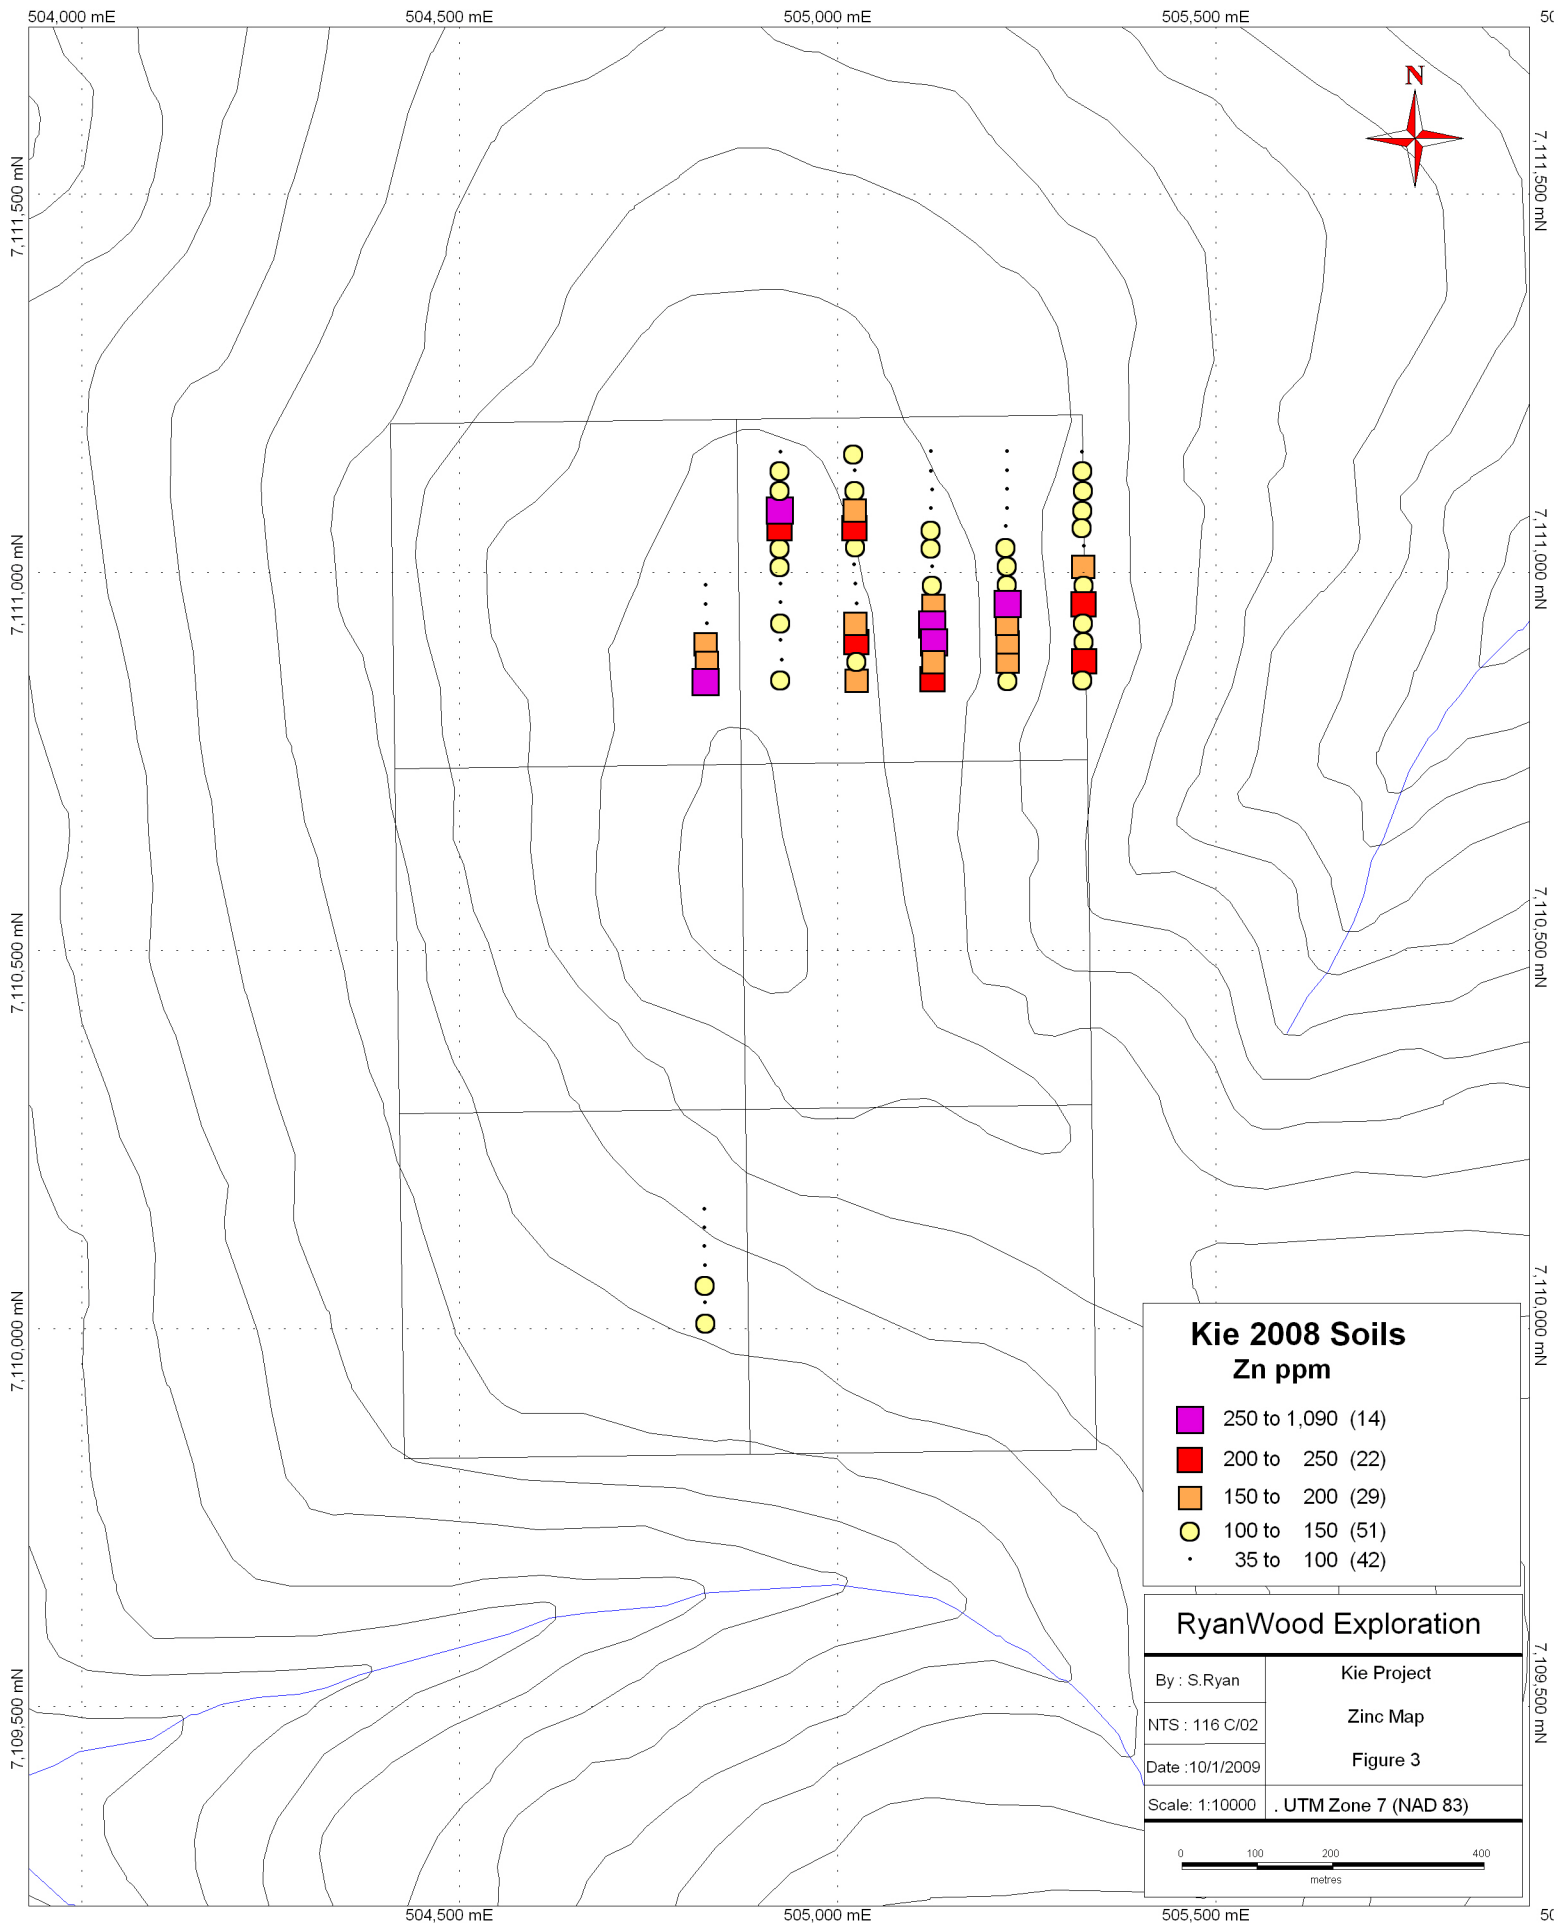 504,000 mE
504,500 mE
505,000 mE
505,500 mE
50
N
7,111,500 mN
7,111,500 mN
7,111,000 mN
7,111,000 mN
7,110,500 mN
7,110,500 mN
7,110,000 mN
7,110,000 mN
7,109,500 mN
7,109,500 mN
Kie 2008 Soils
Zn ppm
250 to 1,090 (14)
200 to 250 (22)
150 to 200 (29)
100 to 150 (51)
35 to 100 (42)
RyanWood Exploration
By : S.Ryan
Kie Project
NTS : 116 C/02
Zinc Map
Date :10/1/2009
Figure 3
Scale: 1:10000
. UTM Zone 7 (NAD 83)
0 100 200 400
metres
504,500 mE
505,000 mE
505,500 mE
50